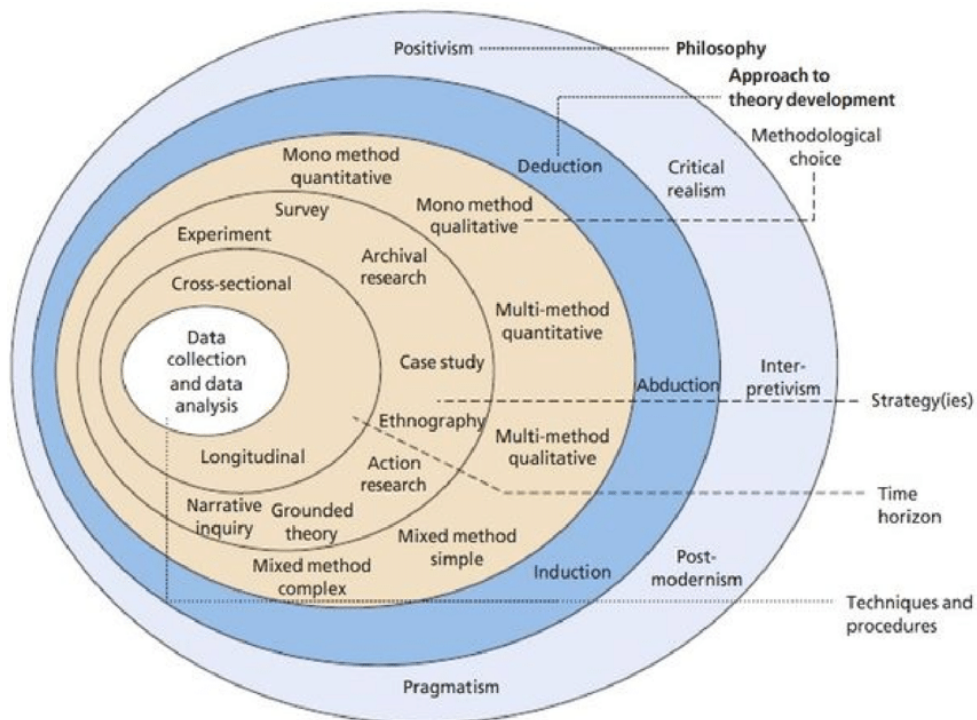 Positivism
Philosophy
Approach to
theory development
Methodological
choice
Deduction
Critical
realism
Mono method
quantitative
Mono method
qualitative
Survey
Experiment
Archival
research
Cross-sectional
Multi-method
quantitative
Data
collection
and data
analysis
Case study
Abduction
Inter-
pretivism
Strategy(ies)
Ethnography
Multi-method
qualitative
Longitudinal
Action
research
Time
horizon
Narrative
inquiry
Grounded
theory
Mixed method
simple
Mixed method
complex
Induction
Post-
modernism
Techniques and
procedures
Pragmatism